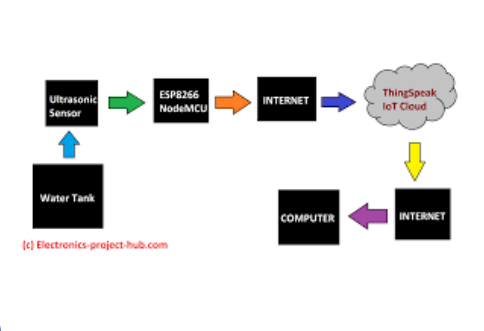 Ultrasonic
Sensor
ESP8266
NodeMCU
INTERNET
ThingSpeak
IoT Cloud
Water Tank
COMPUTER
INTERNET
(c) Electronics-project-hub.com